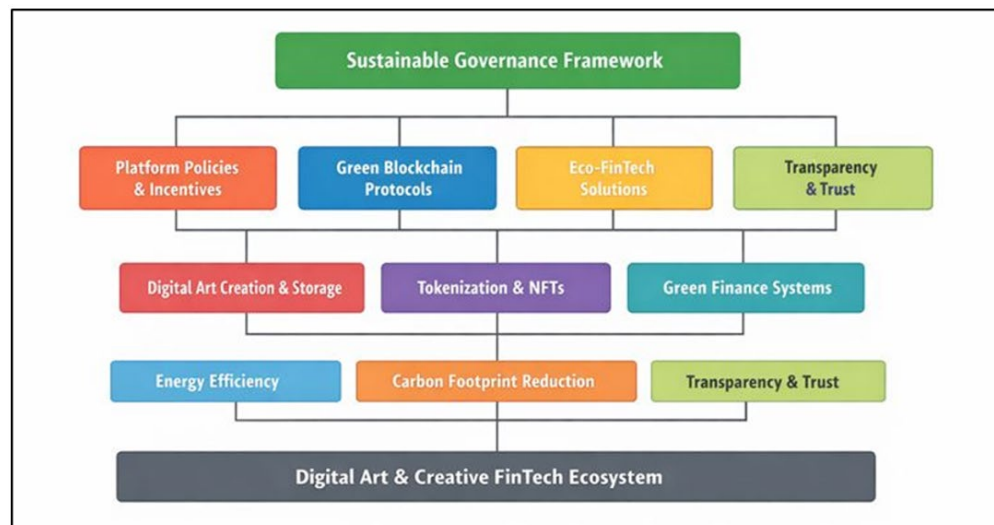 Sustainable Governance Framework
Platform Policies
& Incentives
Green Blockchain
Protocols
Eco-FinTech
Solutions
Transparency
& Trust
Digital Art Creation & Storage
Tokenization & NFTs
Green Finance Systems
Energy Efficiency
Carbon Footprint Reduction
Transparency & Trust
Digital Art & Creative FinTech Ecosystem